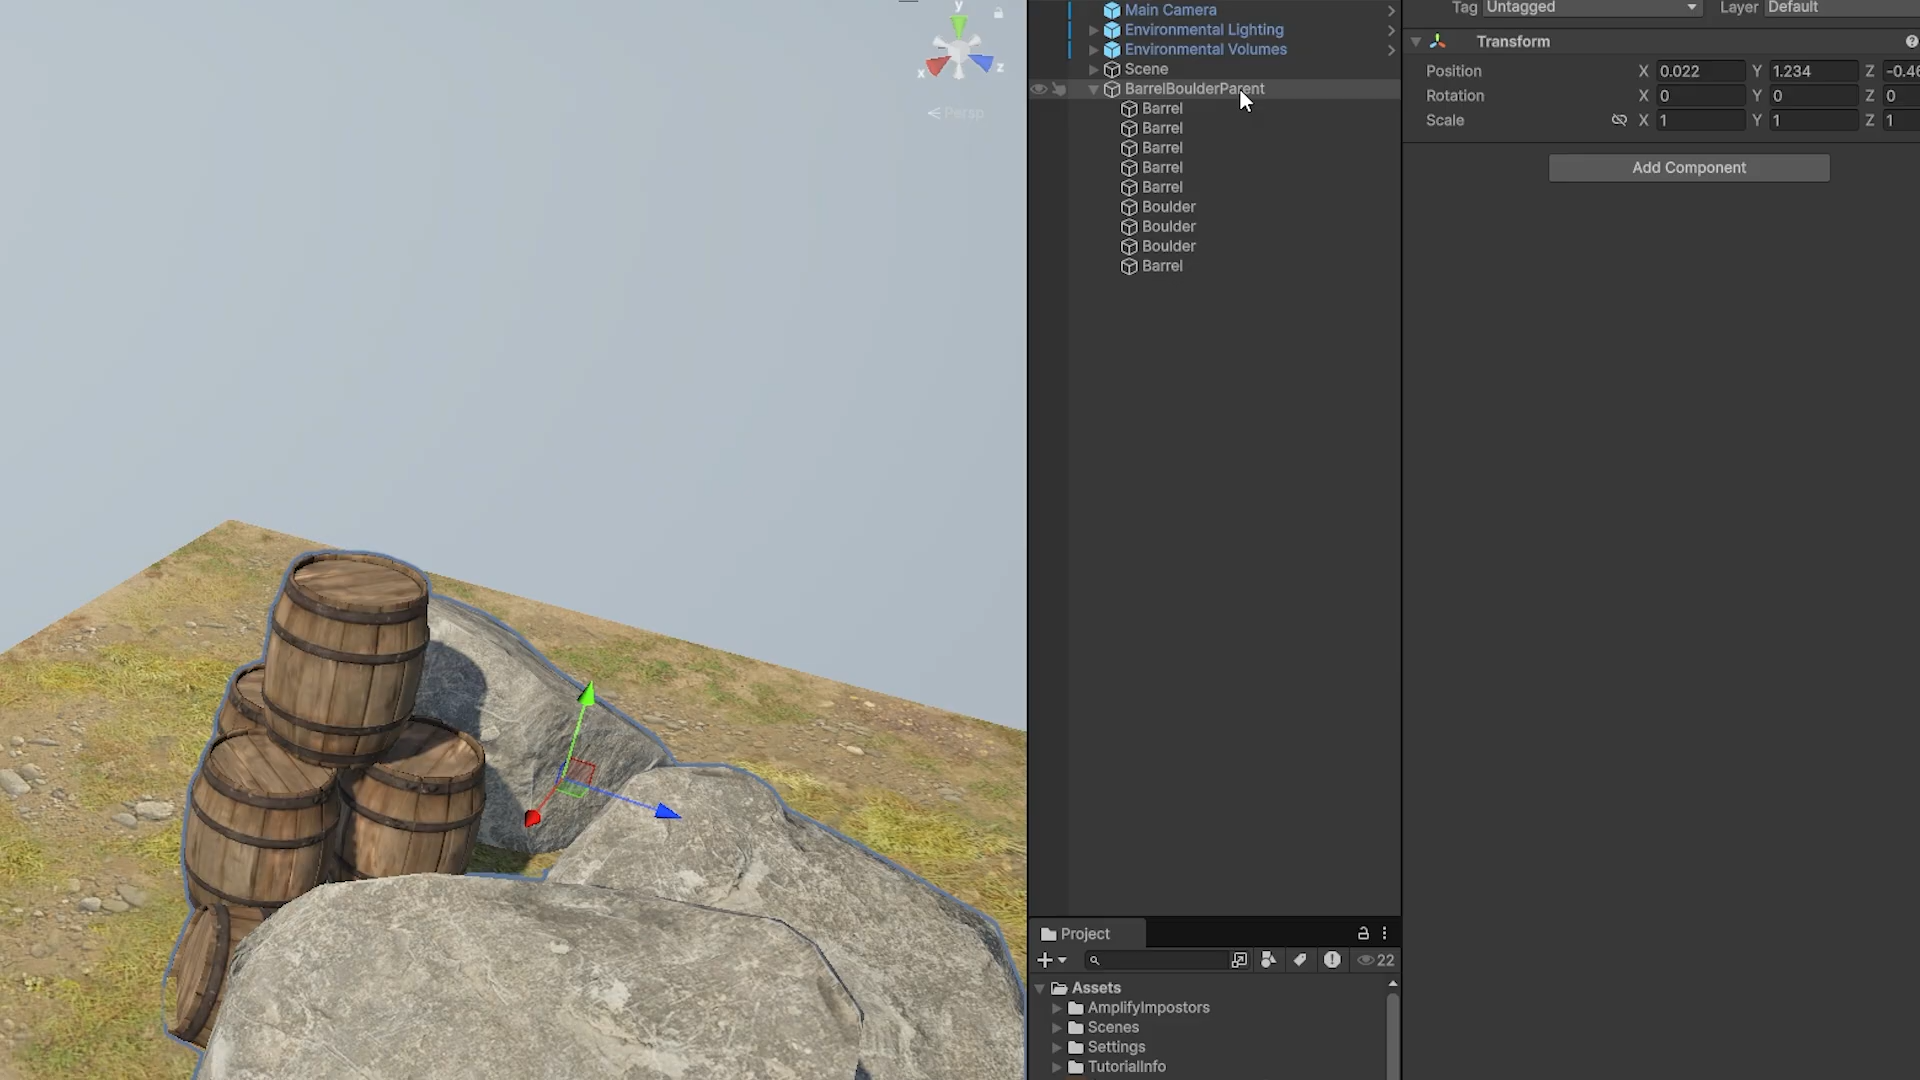 y
x
z
Persp
Main Camera
Environmental Lighting
Environmental Volumes
Scene
BarrelBoulderParent
Barrel
Barrel
Barrel
Barrel
Barrel
Boulder
Boulder
Boulder
Barrel
Project
22
Assets
AmplifyImpostors
Scenes
Settings
TutorialInfo
Tag Untagged Layer Default
Transform
Position X 0.022 Y 1.234 Z -0.46
Rotation X 0 Y 0 Z 0
Scale X 1 Y 1 Z 1
Add Component